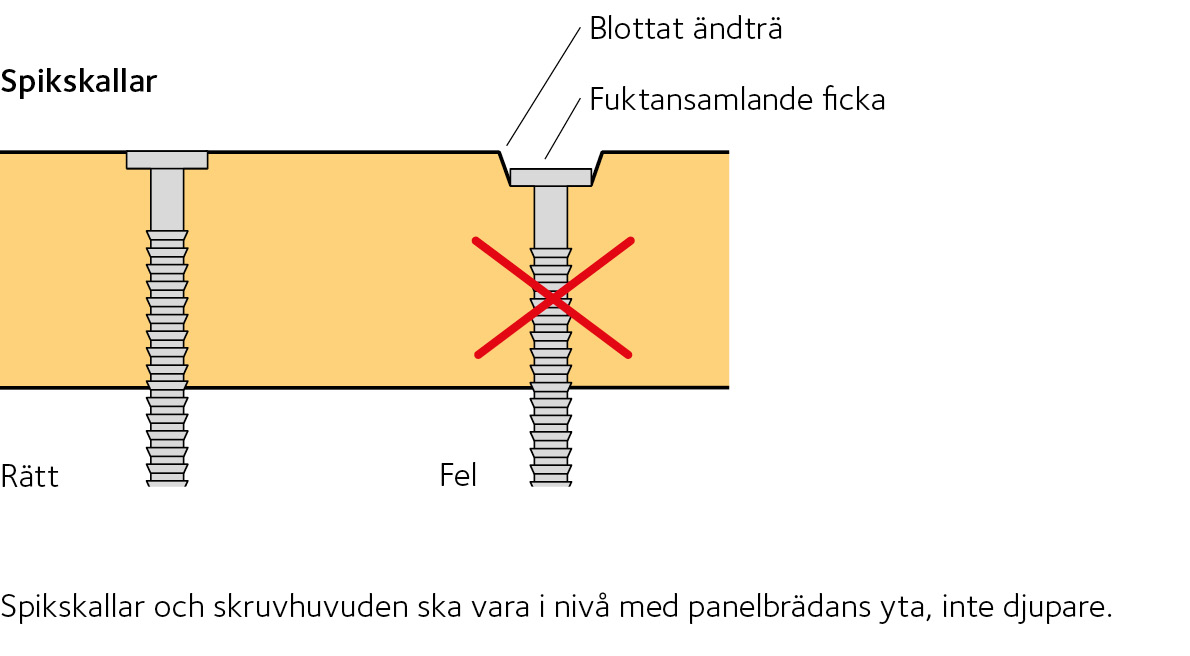 Blottat ändträ
Spikskallar
Fuktansamlande ficka
Rätt
Fel
Spikskallar och skruvhuvuden ska vara i nivå med panelbrädans yta, inte djupare.